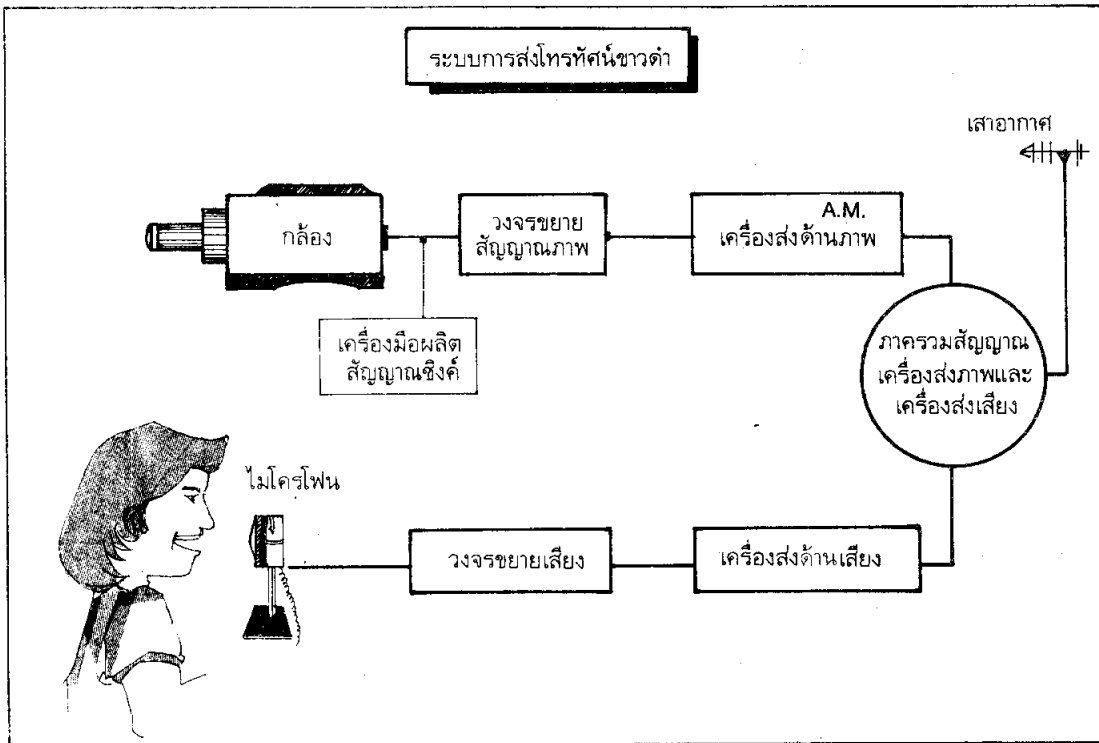 ระบบการส่งโทรทัศน์ขาวดำ
เสาอากาศ
กล้อง
วงจรขยาย
สัญญาณภาพ
A.M.
เครื่องส่งด้านภาพ
เครื่องมือผลิต
สัญญาณซิงค์
ภาครวมสัญญาณ
เครื่องส่งภาพและ
เครื่องส่งเสียง
ไมโครโฟน
วงจรขยายเสียง
เครื่องส่งด้านเสียง